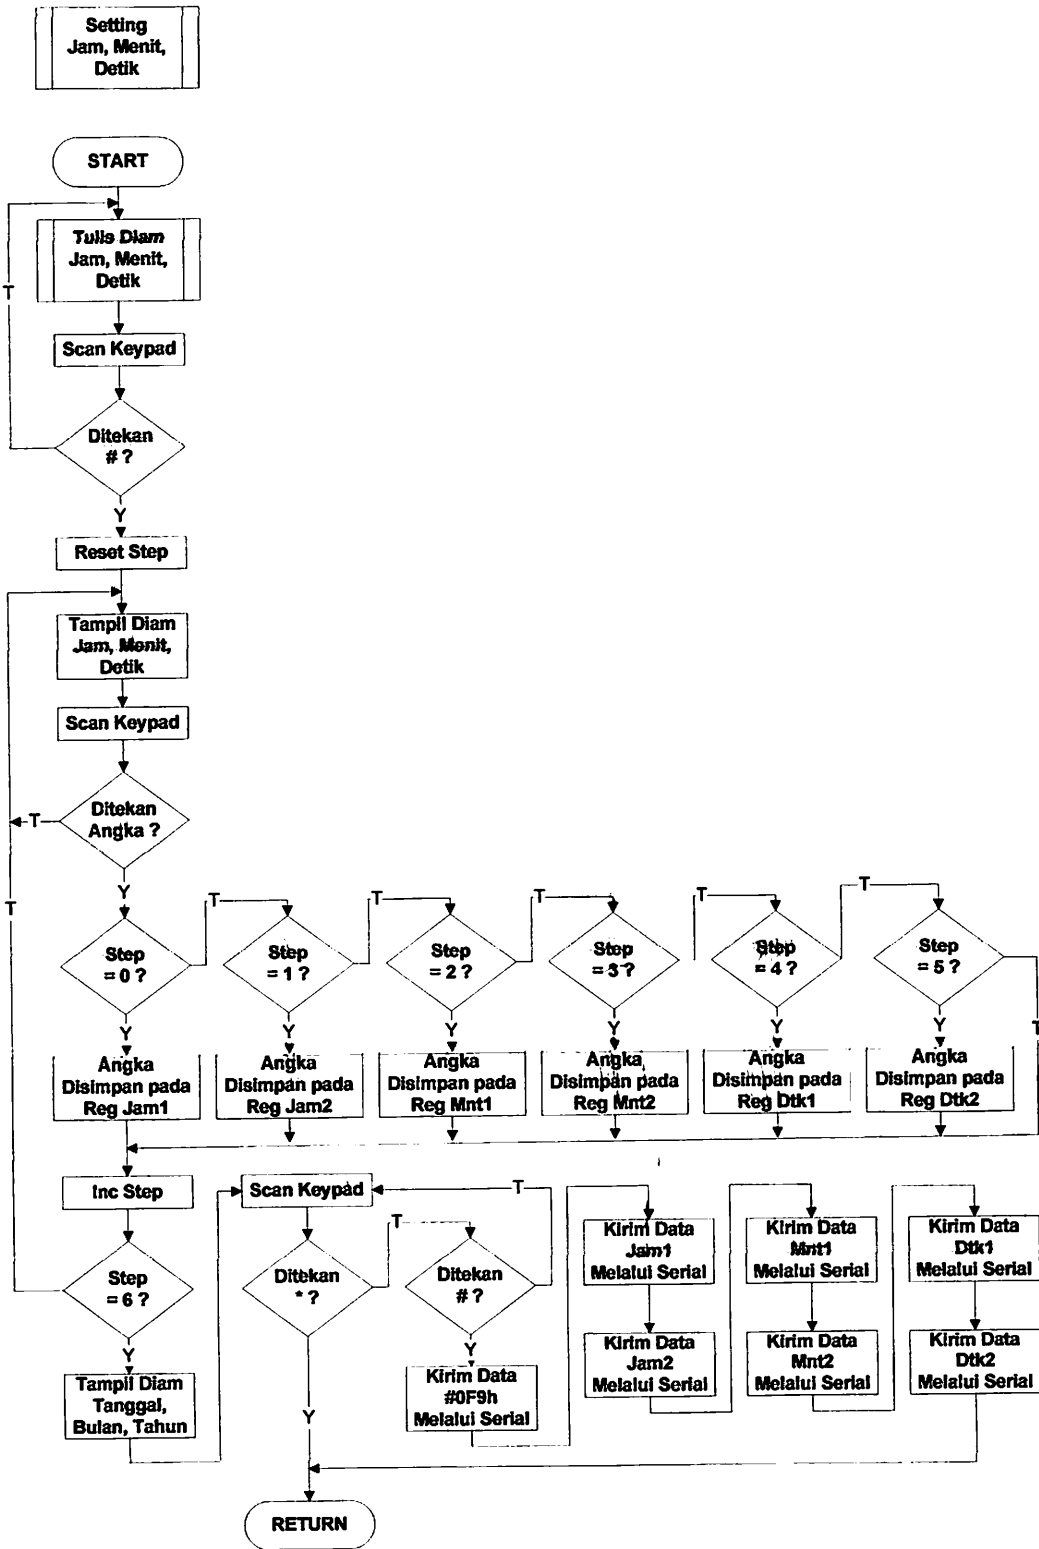 Setting
Jam, Menit,
Detik
START
Tulis Diam
Jam, Menit,
Detik
T
Scan Keypad
Ditekan
# ?
Y
Reset Step
Tampil Diam
Jam, Menit,
Detik
Scan Keypad
Ditekan
Angka ?
T
Y
T
Step
= 0 ?
T
Step
= 1 ?
T
Step
= 2 ?
T
Step
= 3 ?
T
Step
= 4 ?
T
Step
= 5 ?
T
Y
Y
Y
Y
Y
Y
Angka
Disimpan pada
Reg Jam1
Angka
Disimpan pada
Reg Jam2
Angka
Disimpan pada
Reg Mnt1
Angka
Disimpan pada
Reg Mnt2
Angka
Disimpan pada
Reg Dtk1
Angka
Disimpan pada
Reg Dtk2
Inc Step
Step
= 6 ?
Y
Tampil Diam
Tanggal,
Bulan, Tahun
Scan Keypad
T
Ditekan
* ?
T
Y
Ditekan
# ?
Y
Kirim Data
#0F9h
Melalui Serial
Kirim Data
Jam1
Melalui Serial
Kirim Data
Jam2
Melalui Serial
Kirim Data
Mnt1
Melalui Serial
Kirim Data
Mnt2
Melalui Serial
Kirim Data
Dtk1
Melalui Serial
Kirim Data
Dtk2
Melalui Serial
RETURN